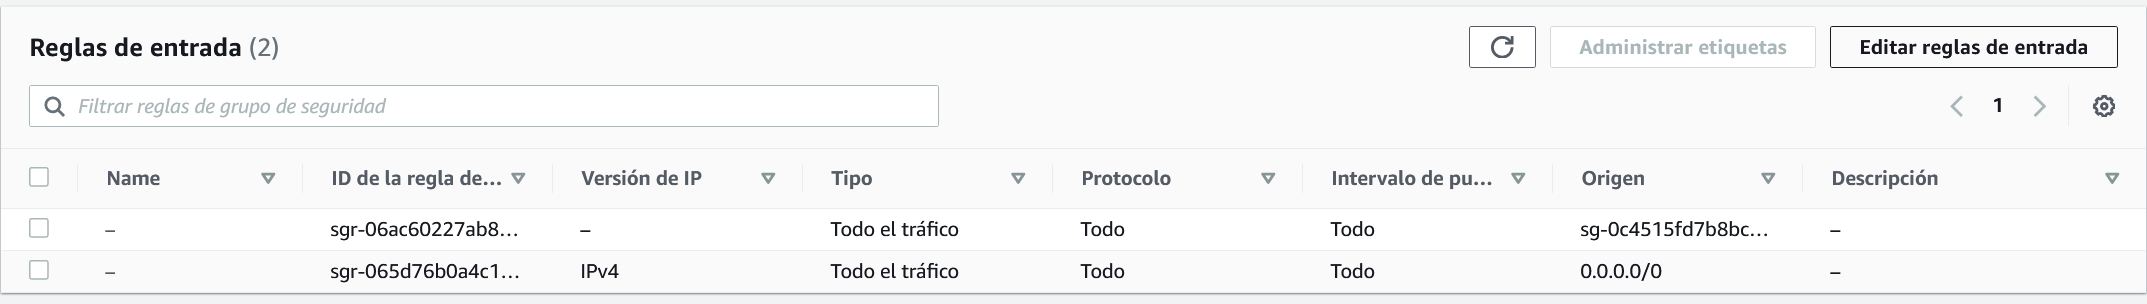 Reglas de entrada (2)
Administrar etiquetas
Editar reglas de entrada
Filtrar reglas de grupo de seguridad
1
Name ID de la regla de... Versión de IP Tipo Protocolo Intervalo de pu... Origen Descripción
– sgr-06ac60227ab8... – Todo el tráfico Todo Todo sg-0c4515fd7b8bc... –
– sgr-065d76b0a4c1... IPv4 Todo el tráfico Todo Todo 0.0.0.0/0 –